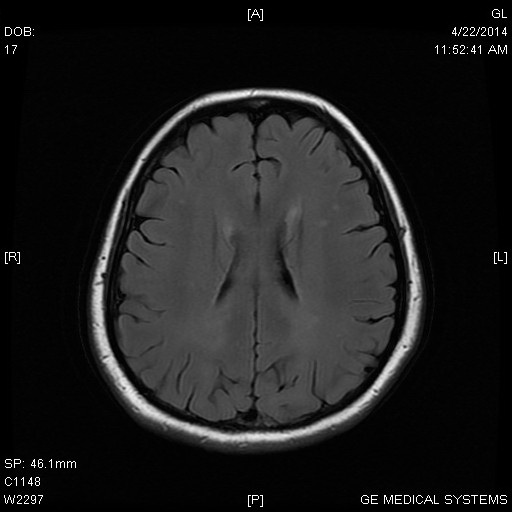 [A]
GL
DOB:
4/22/2014
17
11:52:41 AM
[R]
[L]
SP: 46.1mm
C1148
W2297
[P]
GE MEDICAL SYSTEMS